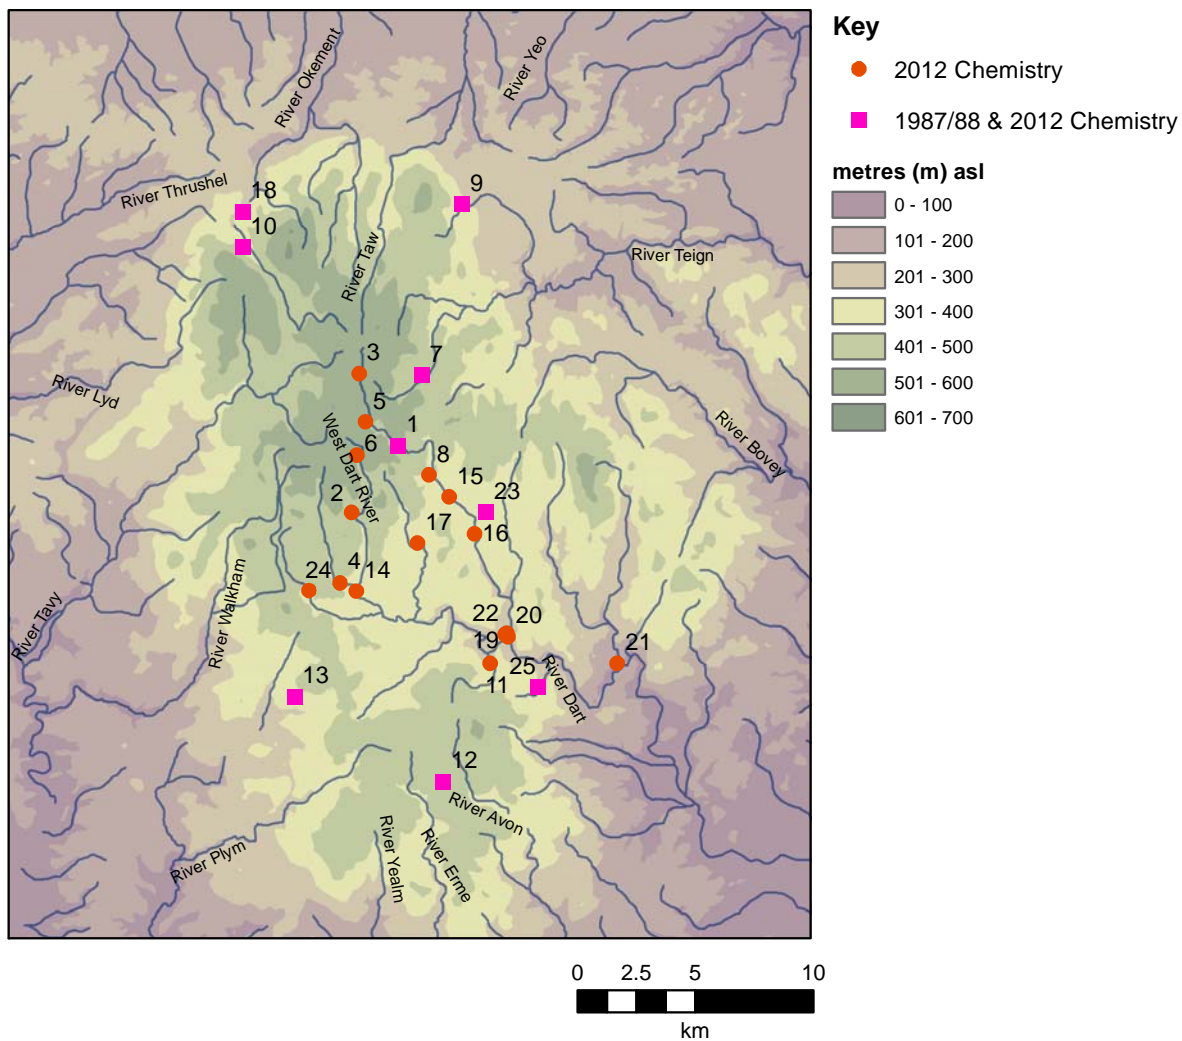 Key
2012 Chemistry
1987/88 & 2012 Chemistry
metres (m) asl
0 - 100
101 - 200
201 - 300
301 - 400
401 - 500
501 - 600
601 - 700
River Okement
River Yeo
River Thrushel
18
9
10
River Taw
River Teign
3
7
River Lyd
5
1
West Dart River
6
River Bovey
8
15
2
23
17
16
24
4
14
River Walkham
River Tavy
22
20
19
21
25
11
River Dart
13
12
River Avon
River Plym
River Yealm
River Erme
0
2.5
5
10
km